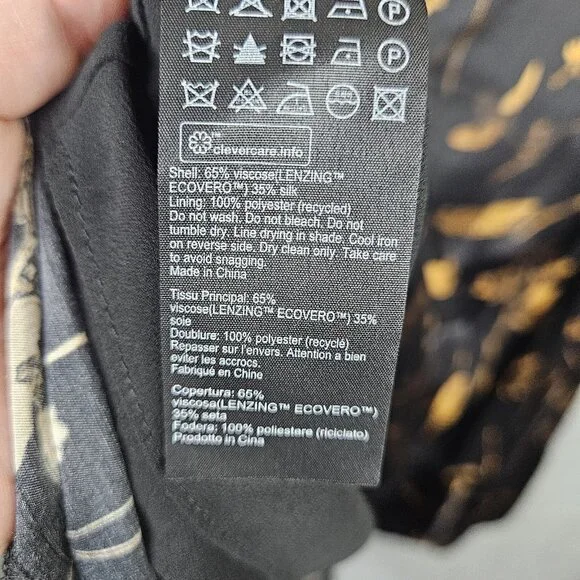 P
P
™
clevercare.info
Shell: 65% viscose(LENZING™
ECOVERO™) 35% silk
Lining: 100% polyester (recycled)
Do not wash. Do not bleach. Do not
tumble dry. Line drying in shade. Cool iron
on reverse side. Dry clean only. Take care
to avoid snagging.
Made in China
Tissu Principal: 65%
viscose(LENZING™ ECOVERO™) 35%
soie
Doublure: 100% polyester (recyclé)
Repasser sur l'envers. Attention a bien
eviter les accrocs.
Fabriqué en Chine
Copertura: 65%
viscosa(LENZING™ ECOVERO™)
35% seta
Fodera: 100% poliestere (riciclato)
Prodotto in Cina